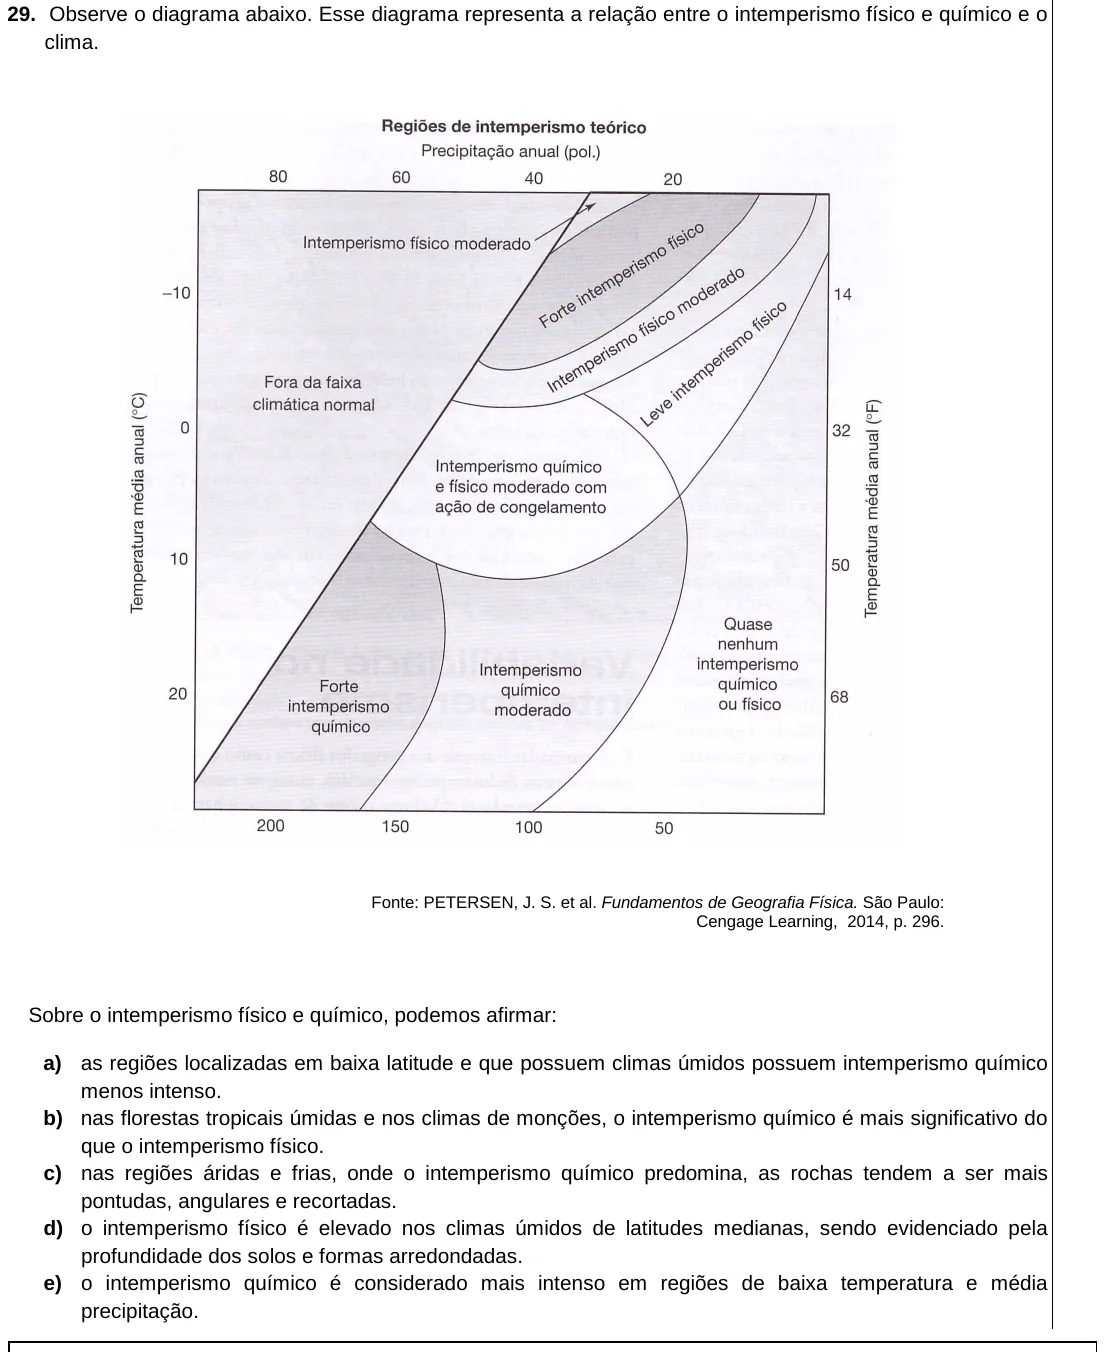 29. Observe o diagrama abaixo. Esse diagrama representa a relação entre o intemperismo físico e químico e o
clima.
Regiões de intemperismo teórico
Precipitação anual (pol.)
80 60 40 20
Intemperismo físico moderado
Forte intemperismo físico
–10
14
Intemperismo físico moderado
Leve intemperismo físico
Fora da faixa
climática normal
Temperatura média anual (°C)
Temperatura média anual (°F)
0
32
Intemperismo químico
e físico moderado com
ação de congelamento
10
50
Quase
nenhum
intemperismo
químico
ou físico
Intemperismo
químico
moderado
Forte
intemperismo
químico
20
68
200 150 100 50
Fonte: PETERSEN, J. S. et al. Fundamentos de Geografia Física. São Paulo:
Cengage Learning, 2014, p. 296.
Sobre o intemperismo físico e químico, podemos afirmar:
a) as regiões localizadas em baixa latitude e que possuem climas úmidos possuem intemperismo químico
menos intenso.
b) nas florestas tropicais úmidas e nos climas de monções, o intemperismo químico é mais significativo do
que o intemperismo físico.
c) nas regiões áridas e frias, onde o intemperismo químico predomina, as rochas tendem a ser mais
pontudas, angulares e recortadas.
d) o intemperismo físico é elevado nos climas úmidos de latitudes medianas, sendo evidenciado pela
profundidade dos solos e formas arredondadas.
e) o intemperismo químico é considerado mais intenso em regiões de baixa temperatura e média
precipitação.